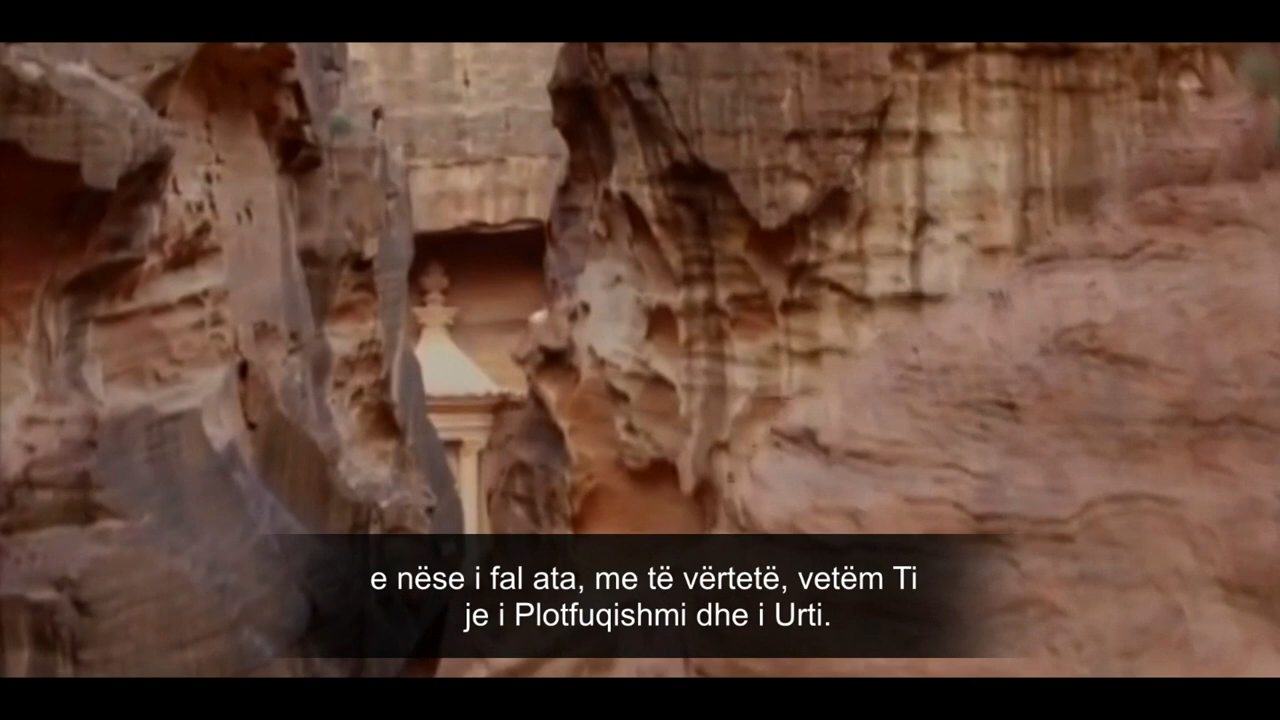 e nëse i fal ata, me të vërtetë, vetëm Ti
je i Plotfuqishmi dhe i Urti.